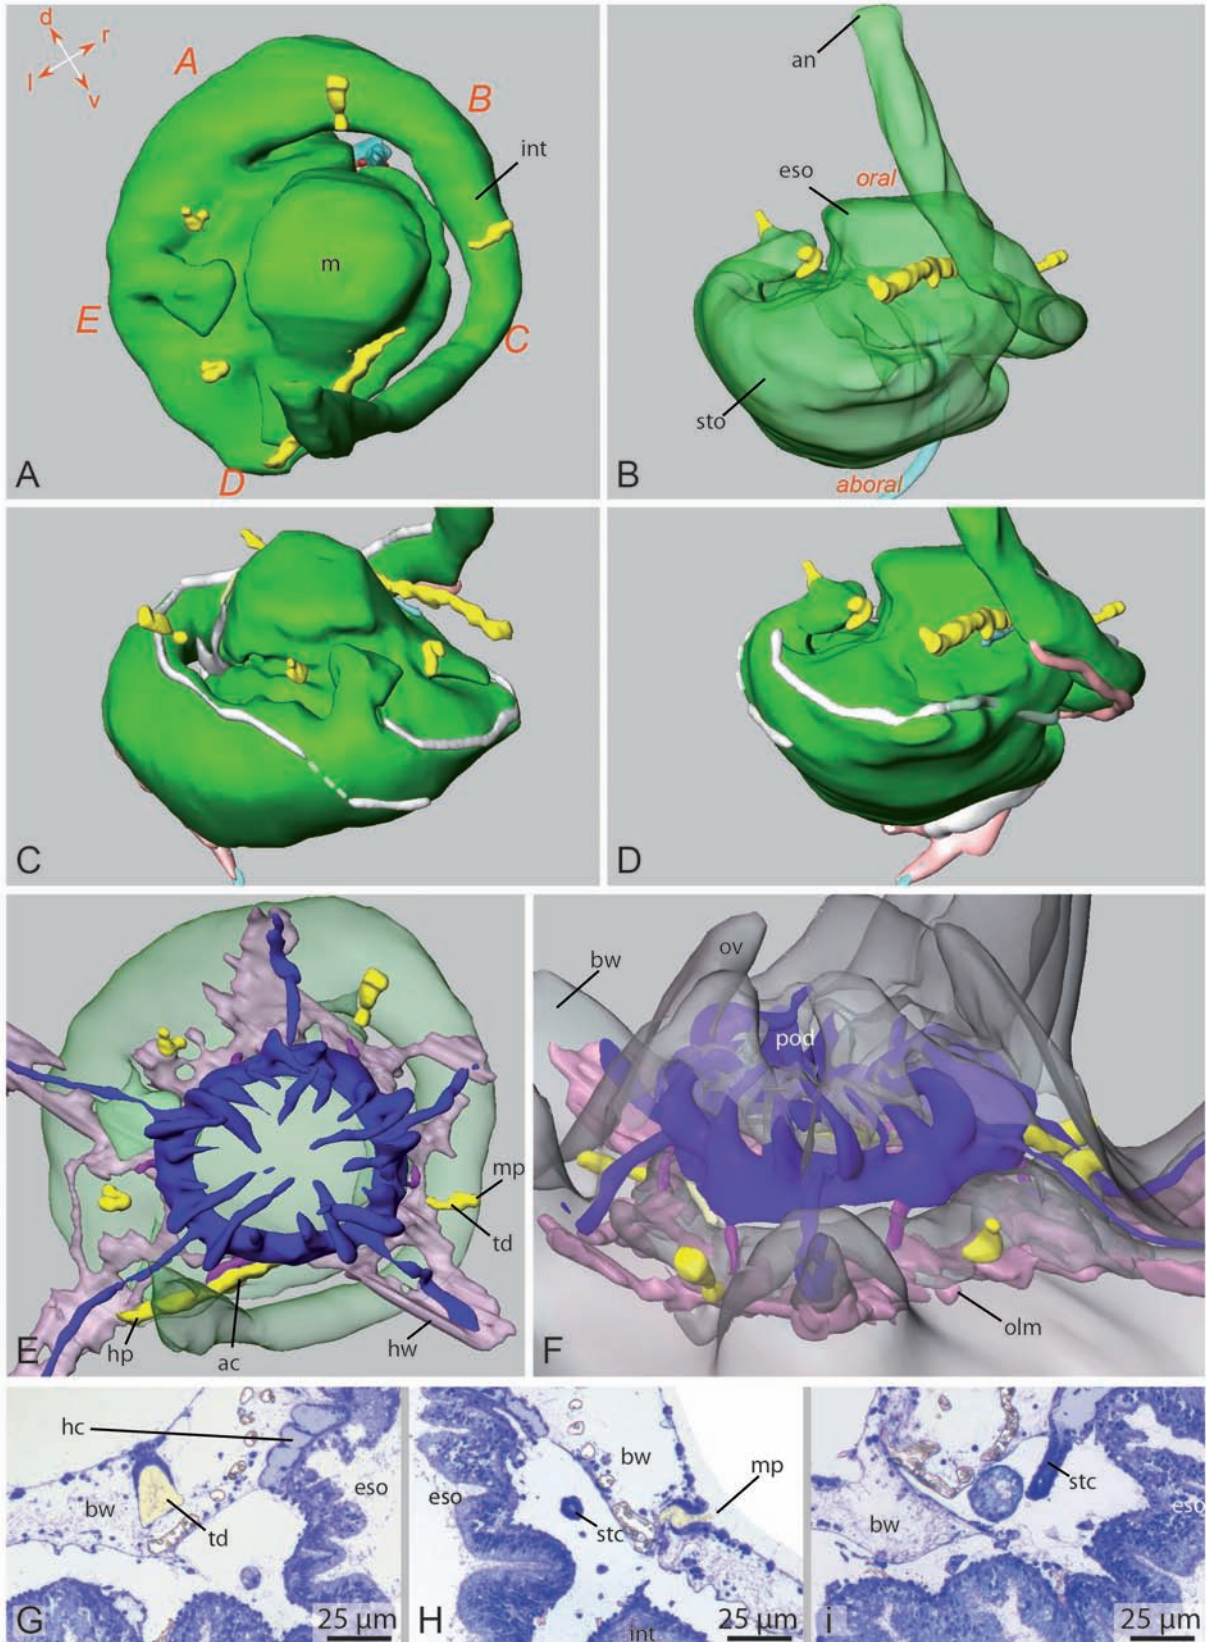 d
r
l
v
A
B
int
m
E
C
D
A
an
eso
oral
sto
aboral
B
C
D
mp
td
hp
ac
hw
E
bw
ov
pod
olm
F
hc
eso
bw
td
G
25 µm
bw
mp
eso
stc
H
int
25 µm
stc
eso
bw
i
25 µm